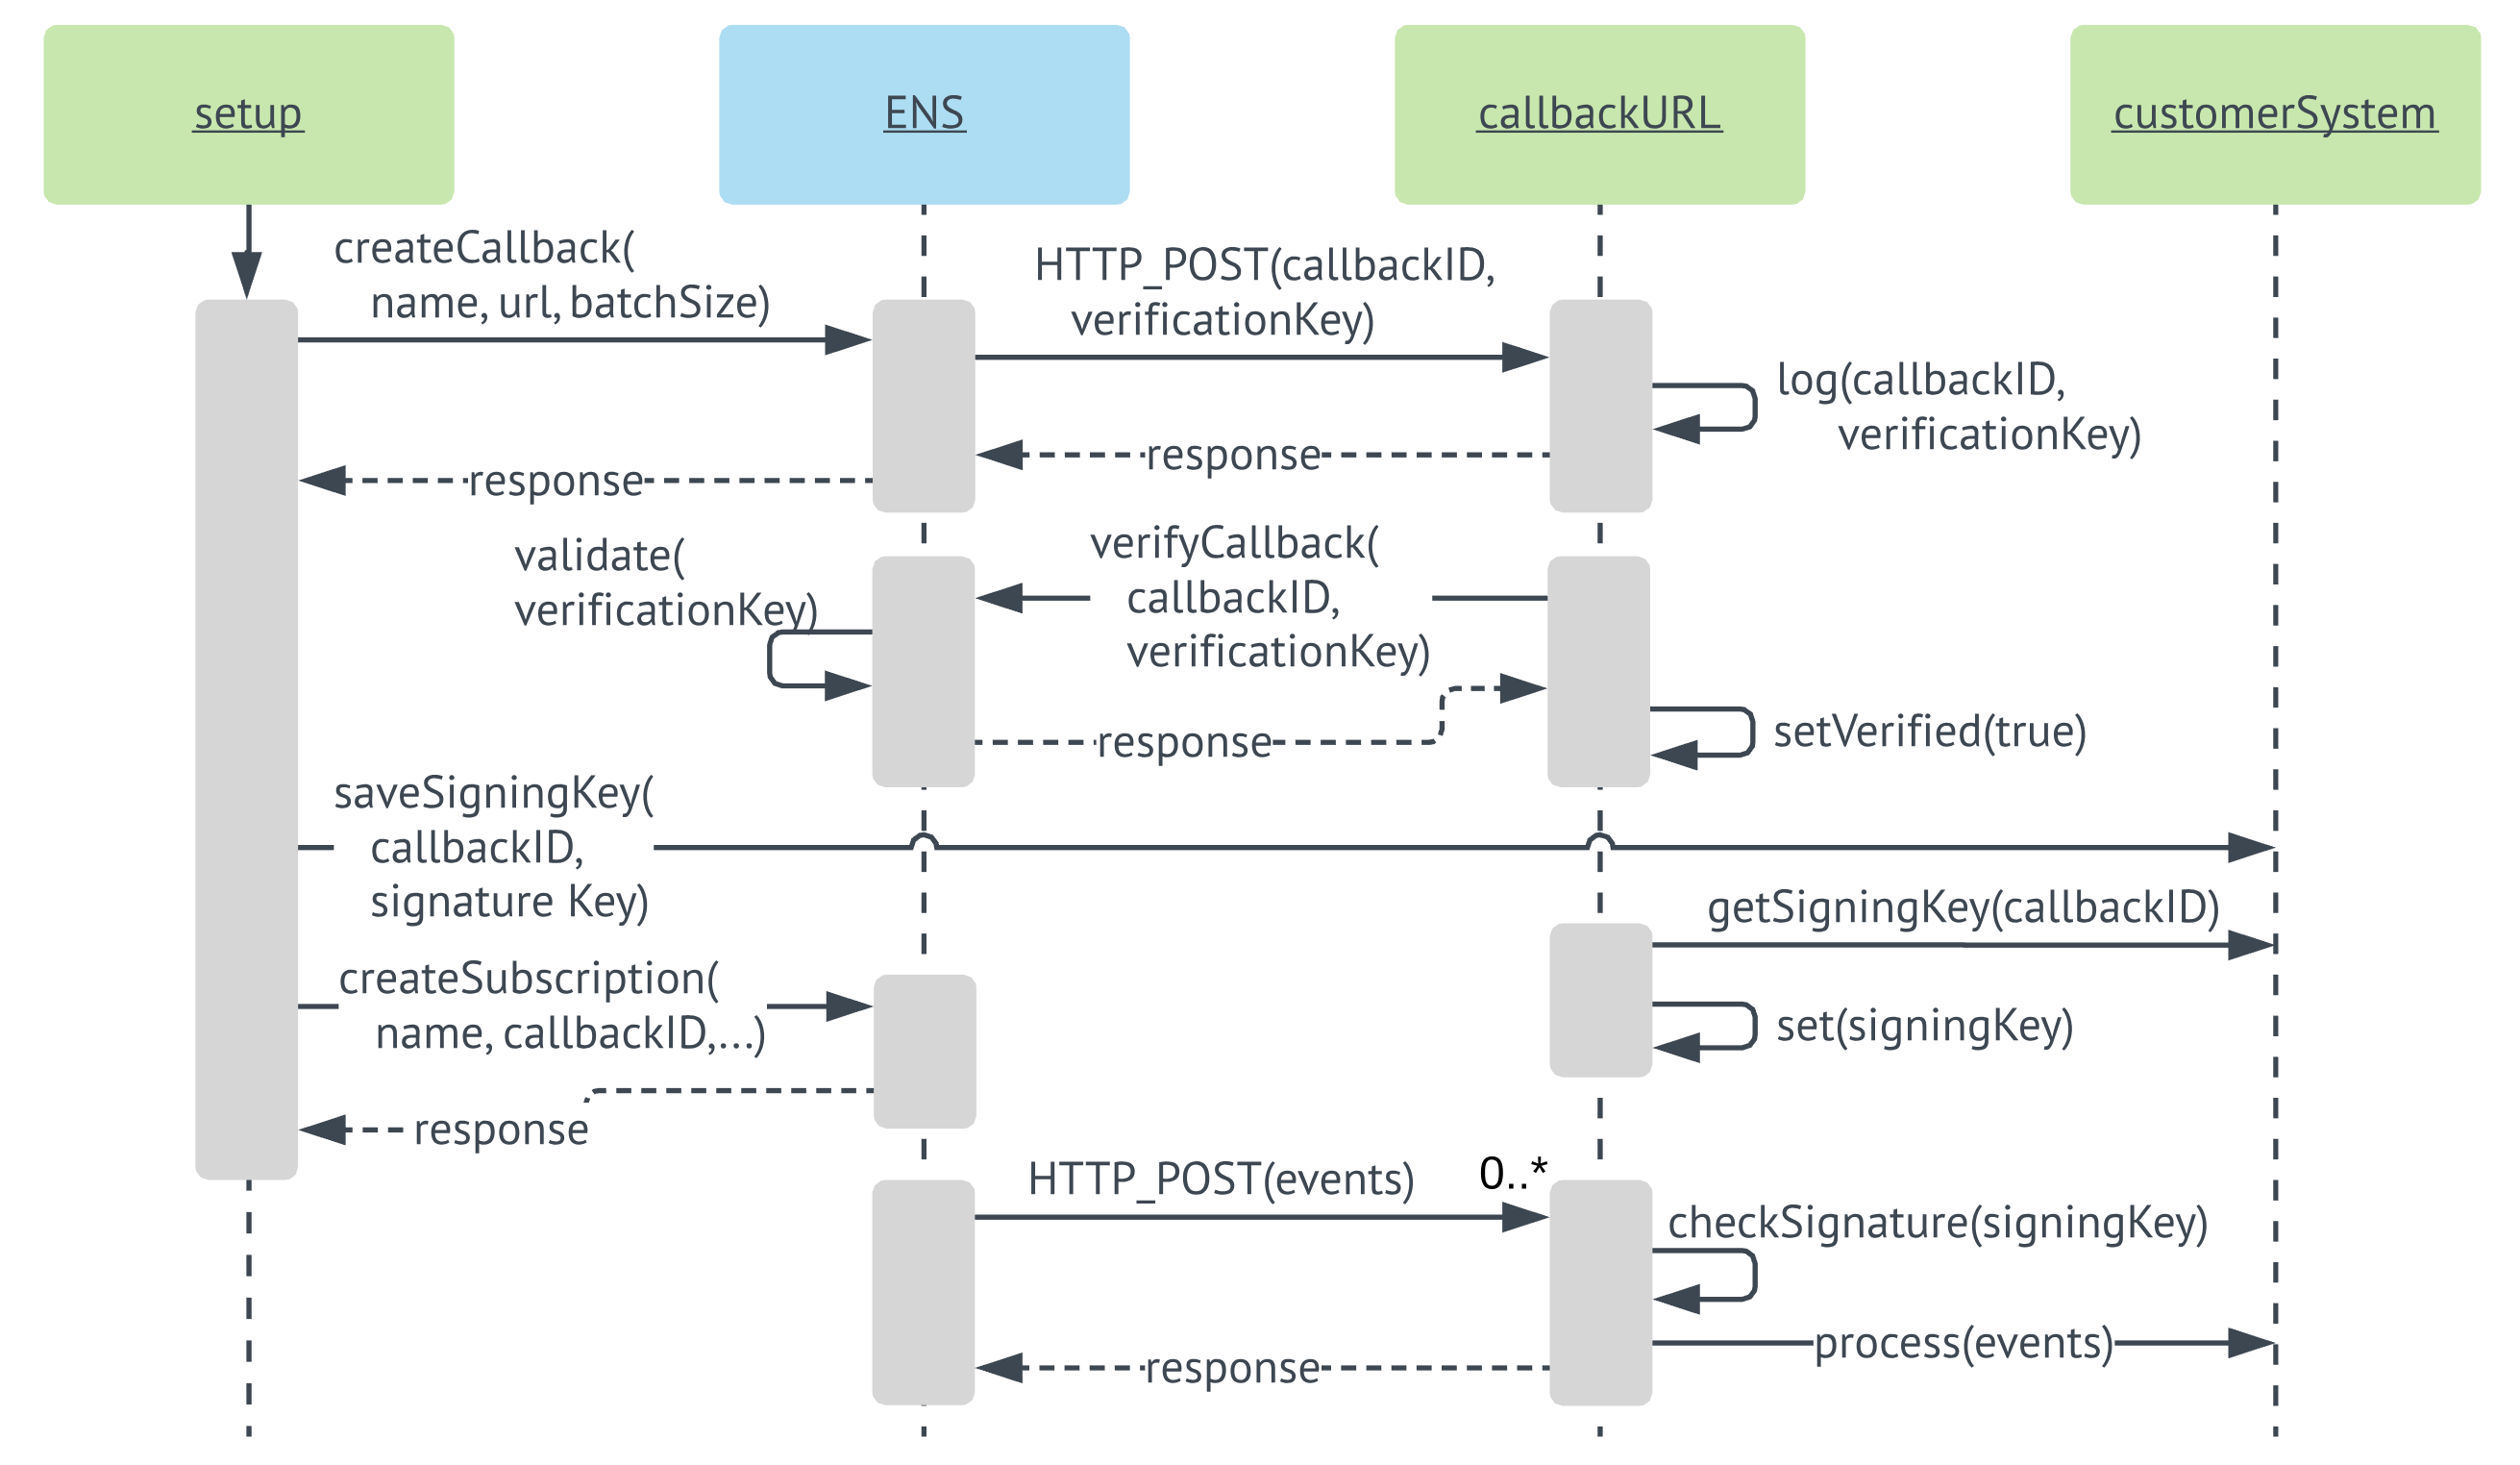 setup
ENS
callbackURL
customerSystem
createCallback(
name, url, batchSize)
HTTP_POST(callbackID,
verificationKey)
log(callbackID,
verificationKey)
response
response
validate(
verificationKey)
verifyCallback(
callbackID,
verificationKey)
response
setVerified(true)
saveSigningKey(
callbackID,
signature Key)
getSigningKey(callbackID)
createSubscription(
name, callbackID,...)
set(signingKey)
response
HTTP_POST(events)
0..*
checkSignature(signingKey)
process(events)
response